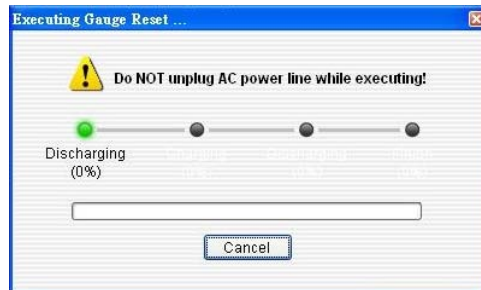 Executing Gauge Reset ...
Do NOT unplug AC power line while executing!
Discharging
(0%)
Cancel